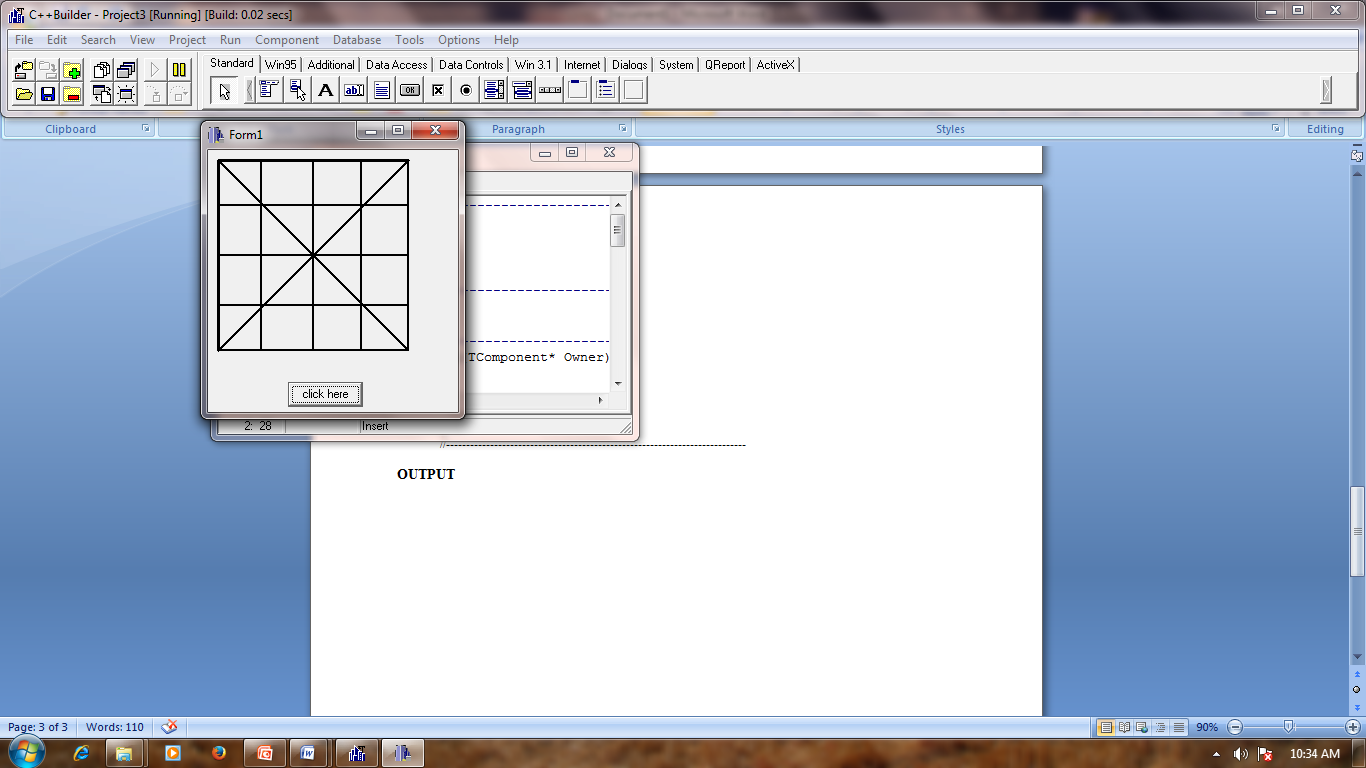 C++Builder - Project3 [Running] [Build: 0.02 secs]
File Edit Search View Project Run Component Database Tools Options Help
Standard Win95 Additional Data Access Data Controls Win 3.1 Internet Dialogs System QReport ActiveX
A ab OK
Clipboard Paragraph Styles Editing
Form1
TComponent* Owner)
click here
2: 28 Insert
//------------------------------------------------------------------
OUTPUT
Page: 3 of 3 Words: 110 90%
10:34 AM